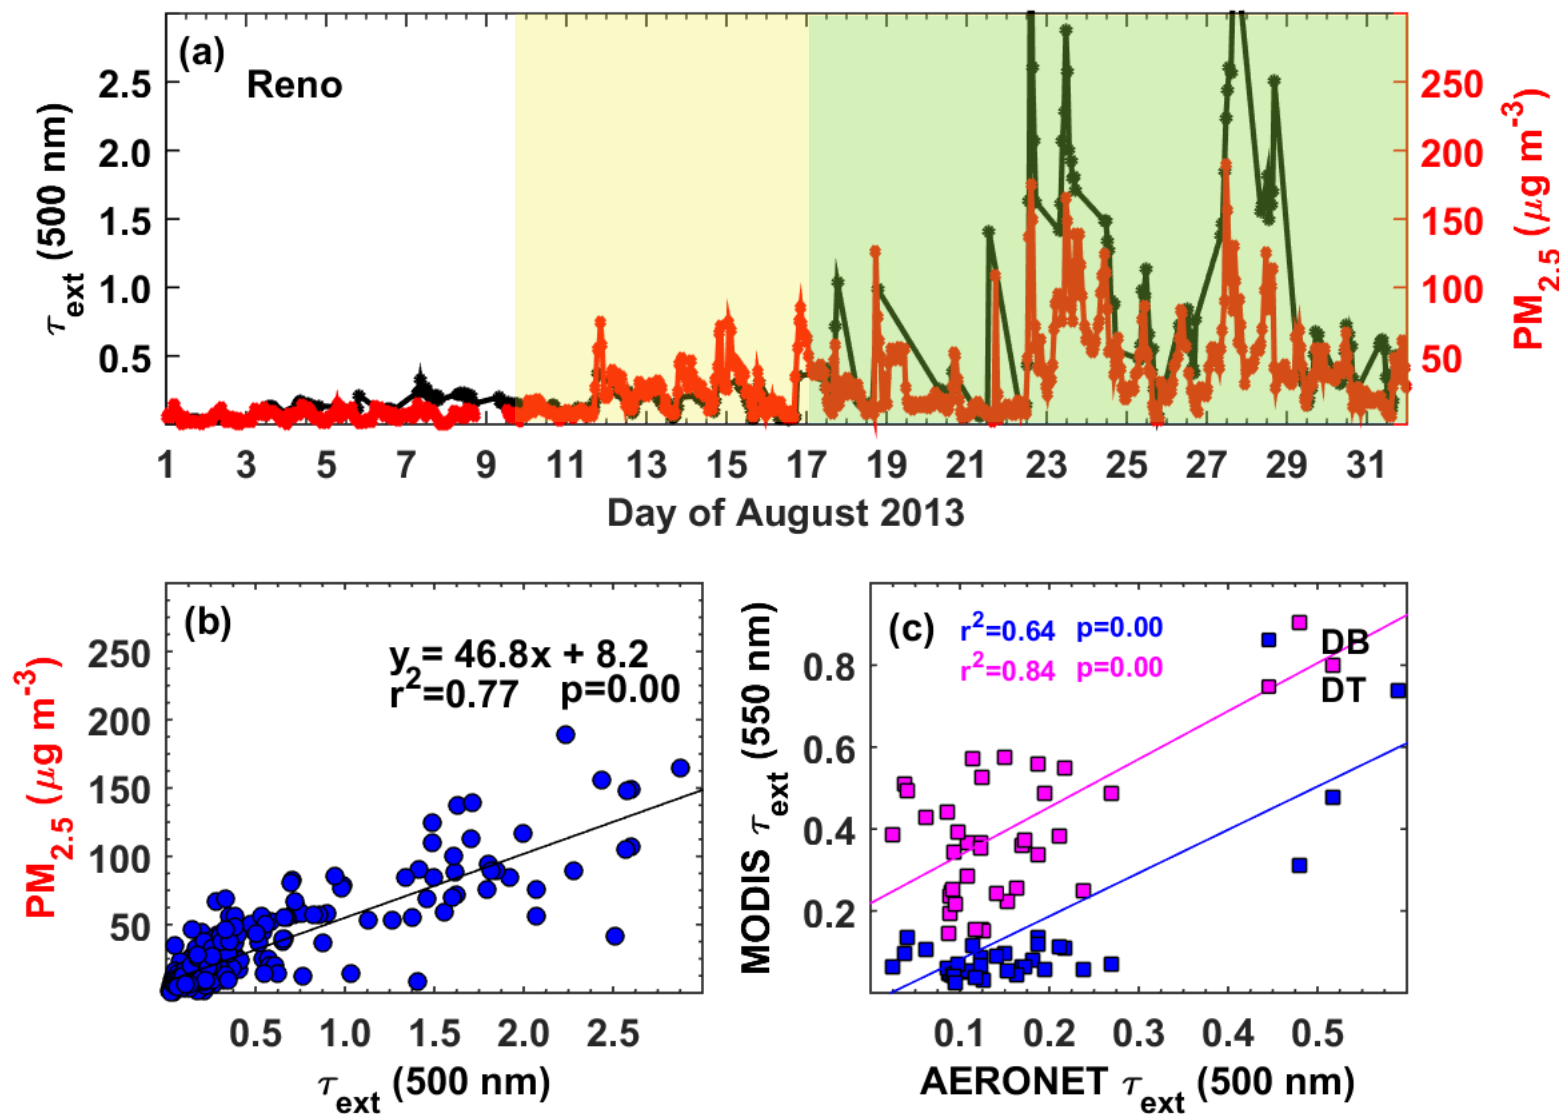 (a)
Reno
τext (500 nm)
2.5
2.0
1.5
1.0
0.5
PM2.5 (μg m-3)
250
200
150
100
50
1 3 5 7 9 11 13 15 17 19 21 23 25 27 29 31
Day of August 2013
(b)
y = 46.8x + 8.2
r2=0.77 p=0.00
PM2.5 (μg m-3)
250
200
150
100
50
0.5 1.0 1.5 2.0 2.5
τext (500 nm)
(c)
r2=0.64 p=0.00
r2=0.84 p=0.00
DB
DT
MODIS τext (550 nm)
0.8
0.6
0.4
0.2
0.1 0.2 0.3 0.4 0.5
AERONET τext (500 nm)